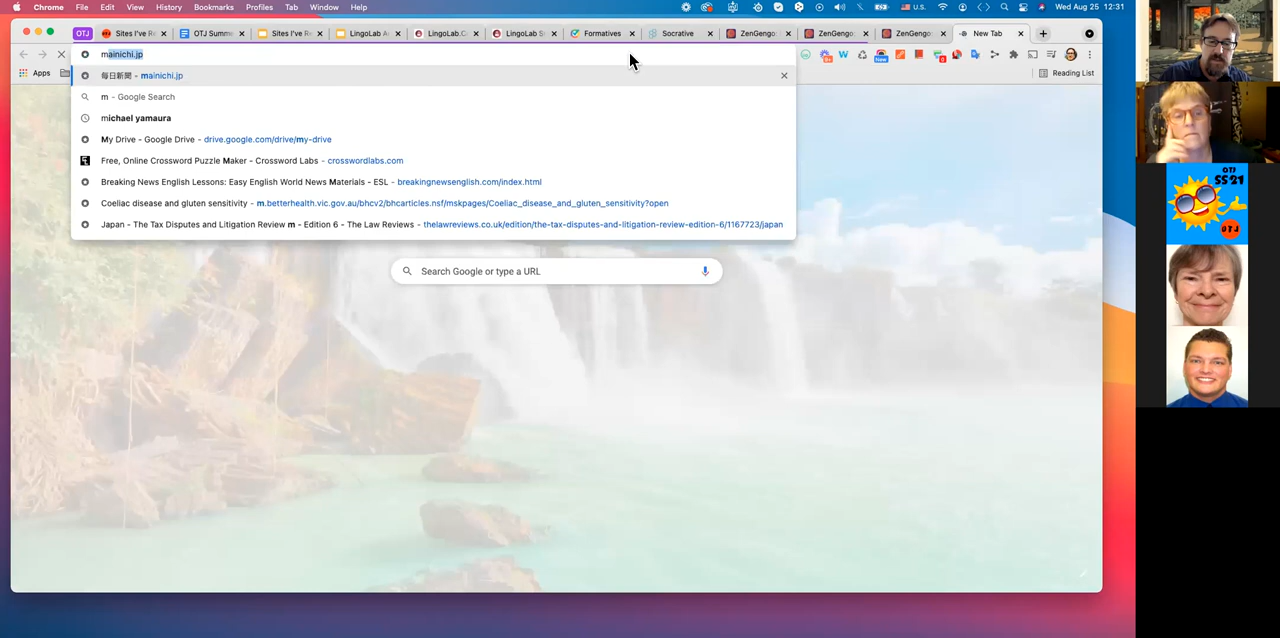 Chrome File Edit View History Bookmarks Profiles Tab Window Help
U.S. Wed Aug 25 12:31
OTJ Sites I've R OTJ Summe Sites I've R LingoLab A LingoLab.C LingoLab S Formatives Socrative ZenGengo ZenGengo ZenGengo New Tab
mainichi.jp
New
Apps Reading List
毎日新聞 - mainichi.jp
m - Google Search
michael yamaura
My Drive - Google Drive - drive.google.com/drive/my-drive
Free, Online Crossword Puzzle Maker - Crossword Labs - crosswordlabs.com
Breaking News English Lessons: Easy English World News Materials - ESL - breakingnewsenglish.com/index.html
Coeliac disease and gluten sensitivity - m.betterhealth.vic.gov.au/bhcv2/bhcarticles.nsf/mskpages/Coeliac_disease_and_gluten_sensitivity?open
Japan - The Tax Disputes and Litigation Review m - Edition 6 - The Law Reviews - thelawreviews.co.uk/edition/the-tax-disputes-and-litigation-review-edition-6/1167723/japan
Search Google or type a URL
OTJ
SS21
OTJ